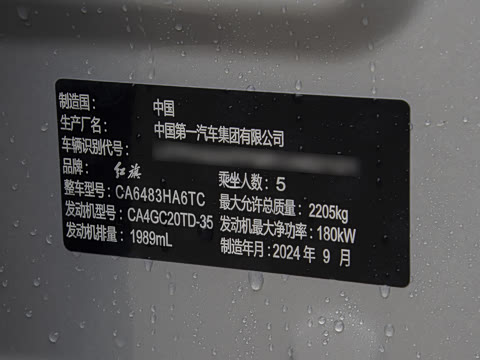 制造国： 中国
生产厂名： 中国第一汽车集团有限公司
车辆识别代号：
品牌： 红旗 乘坐人数：5
整车型号：CA6483HA6TC 最大允许总质量：2205kg
发动机型号：CA4GC20TD-35 发动机最大净功率：180kW
发动机排量：1989mL 制造年月：2024年 9 月